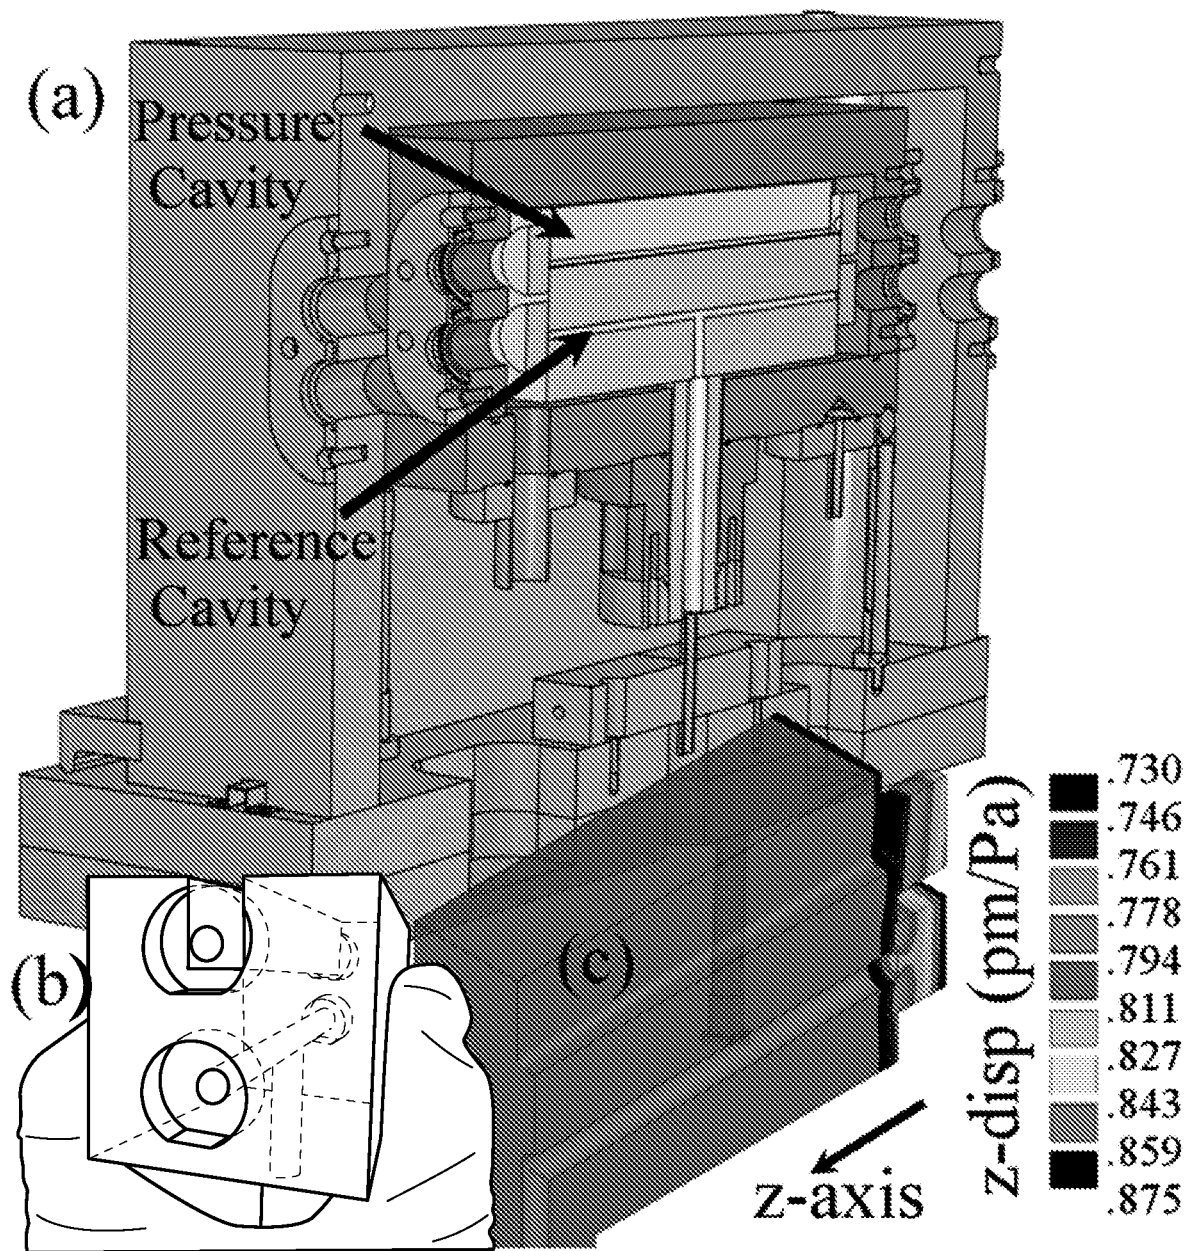 (a)
Pressure
Cavity
Reference
Cavity
(b)
(c)
z-axis
z-disp (pm/Pa)
.730
.746
.761
.778
.794
.811
.827
.843
.859
.875